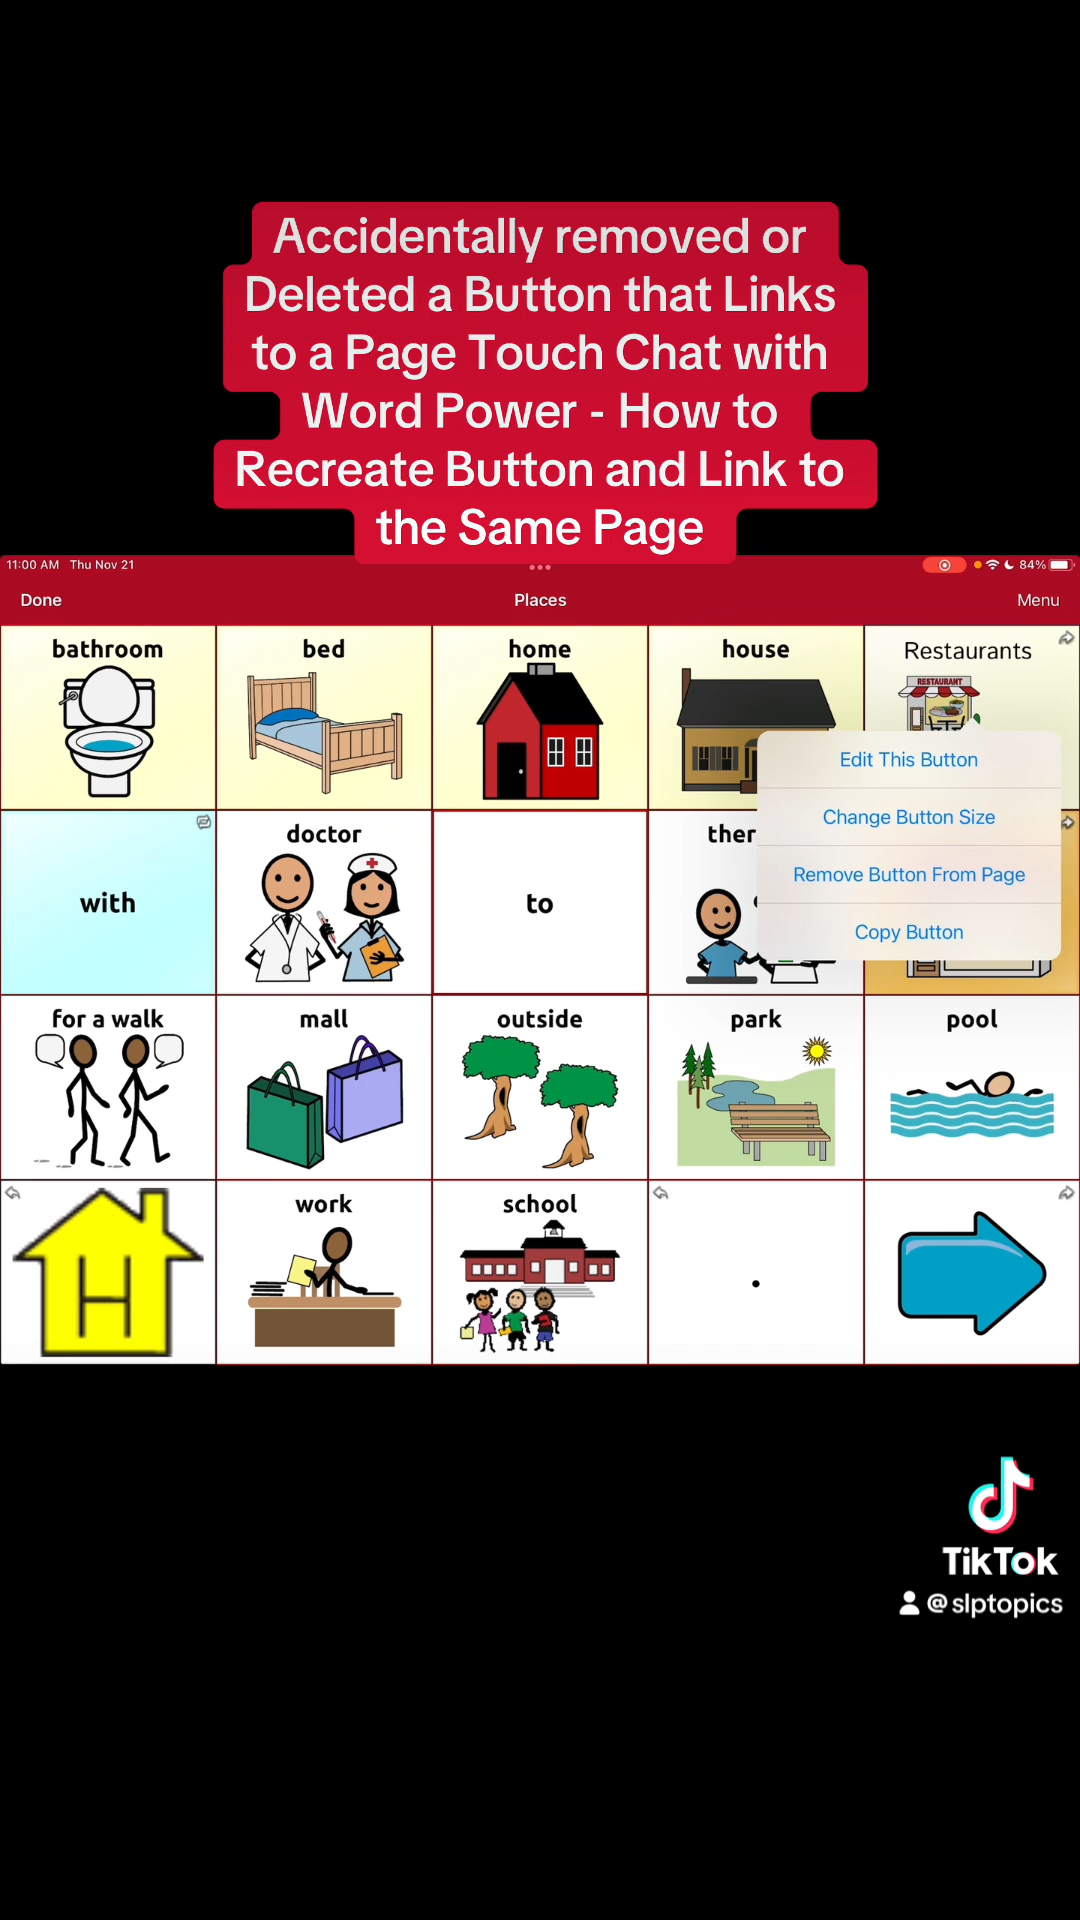 Accidentally removed or
Deleted a Button that Links
to a Page Touch Chat with
Word Power - How to
Recreate Button and Link to
the Same Page
11:00 AM Thu Nov 21
84%
Done
Places
Menu
bathroom
bed
home
house
Restaurants
RESTAURANT
Edit This Button
Change Button Size
Remove Button From Page
Copy Button
with
doctor
to
ther
for a walk
mall
outside
park
pool
H
work
school
.
TikTok
@slptopics